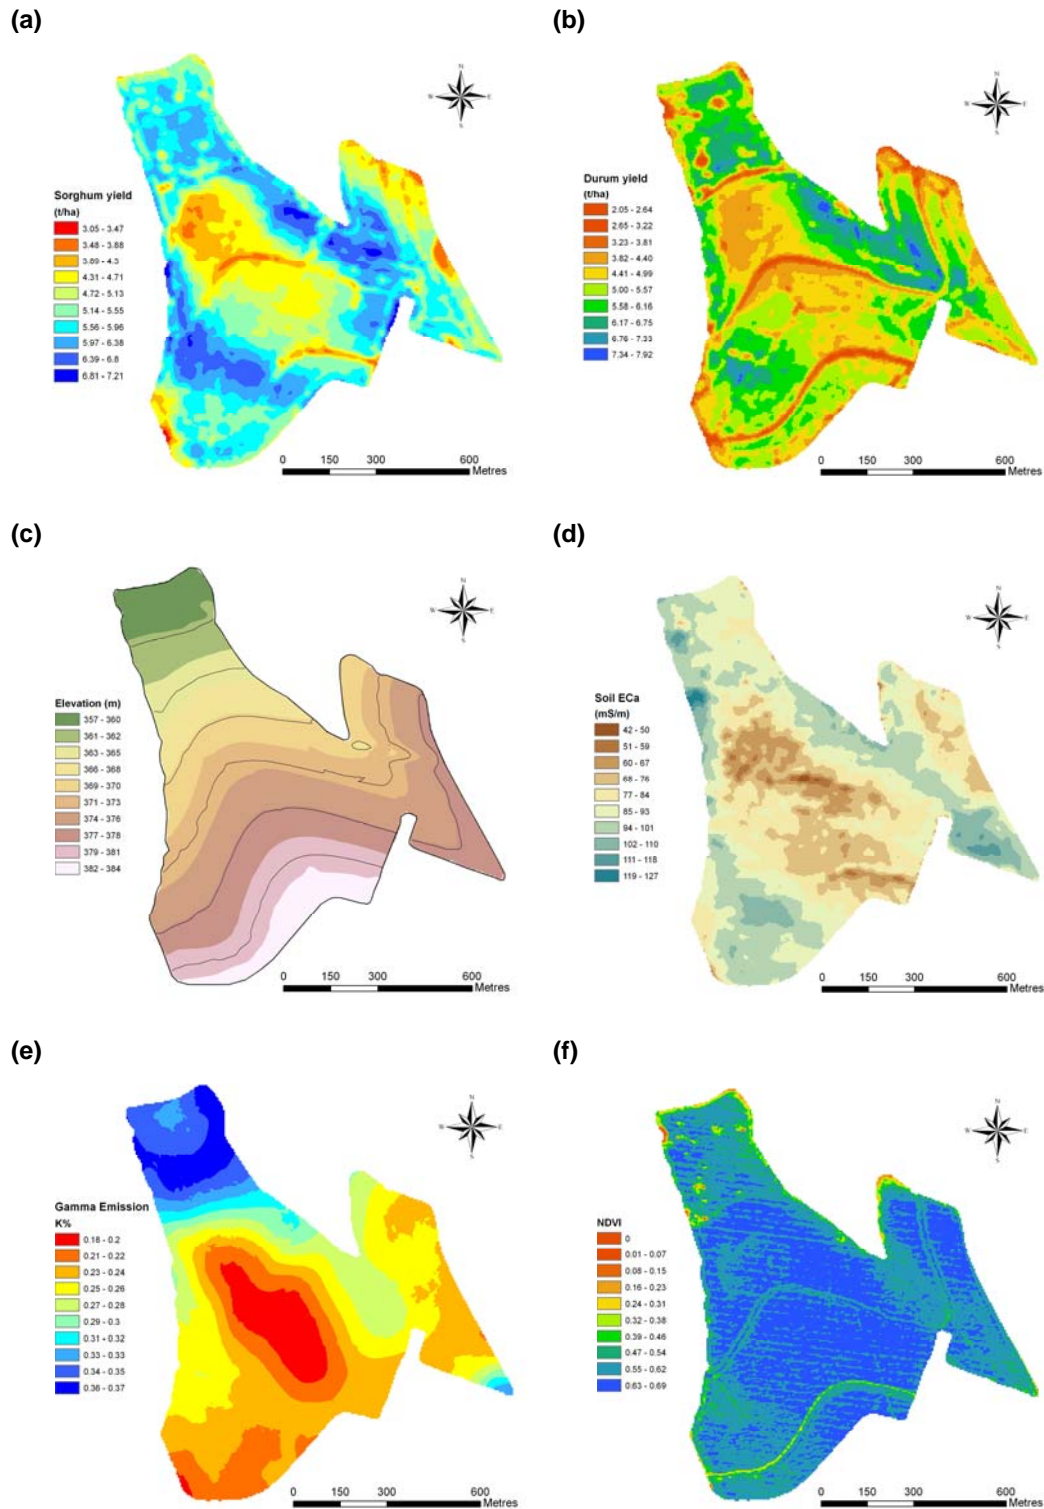 (a)
(b)
N
W E
S
N
W E
S
Sorghum yield
(t/ha)
3.05 - 3.47
3.48 - 3.88
3.89 - 4.3
4.31 - 4.71
4.72 - 5.13
5.14 - 5.55
5.56 - 5.96
5.97 - 6.38
6.39 - 6.8
6.81 - 7.21
0 150 300 600
Metres
Durum yield
(t/ha)
2.05 - 2.64
2.65 - 3.22
3.23 - 3.81
3.82 - 4.40
4.41 - 4.99
5.00 - 5.57
5.58 - 6.16
6.17 - 6.75
6.76 - 7.33
7.34 - 7.92
0 150 300 600
Metres
(c)
(d)
N
W E
S
N
W E
S
Elevation (m)
357 - 360
361 - 362
363 - 365
366 - 368
369 - 370
371 - 373
374 - 376
377 - 378
379 - 381
382 - 384
0 150 300 600
Metres
Soil ECa
(mS/m)
42 - 50
51 - 59
60 - 67
68 - 76
77 - 84
85 - 93
94 - 101
102 - 110
111 - 118
119 - 127
0 150 300 600
Metres
(e)
(f)
N
W E
S
N
W E
S
Gamma Emission
K%
0.18 - 0.2
0.21 - 0.22
0.23 - 0.24
0.25 - 0.26
0.27 - 0.28
0.29 - 0.3
0.31 - 0.32
0.33 - 0.33
0.34 - 0.35
0.36 - 0.37
0 150 300 600
Metres
NDVI
0
0.01 - 0.07
0.08 - 0.15
0.16 - 0.23
0.24 - 0.31
0.32 - 0.38
0.39 - 0.46
0.47 - 0.54
0.55 - 0.62
0.63 - 0.69
0 150 300 600
Metres